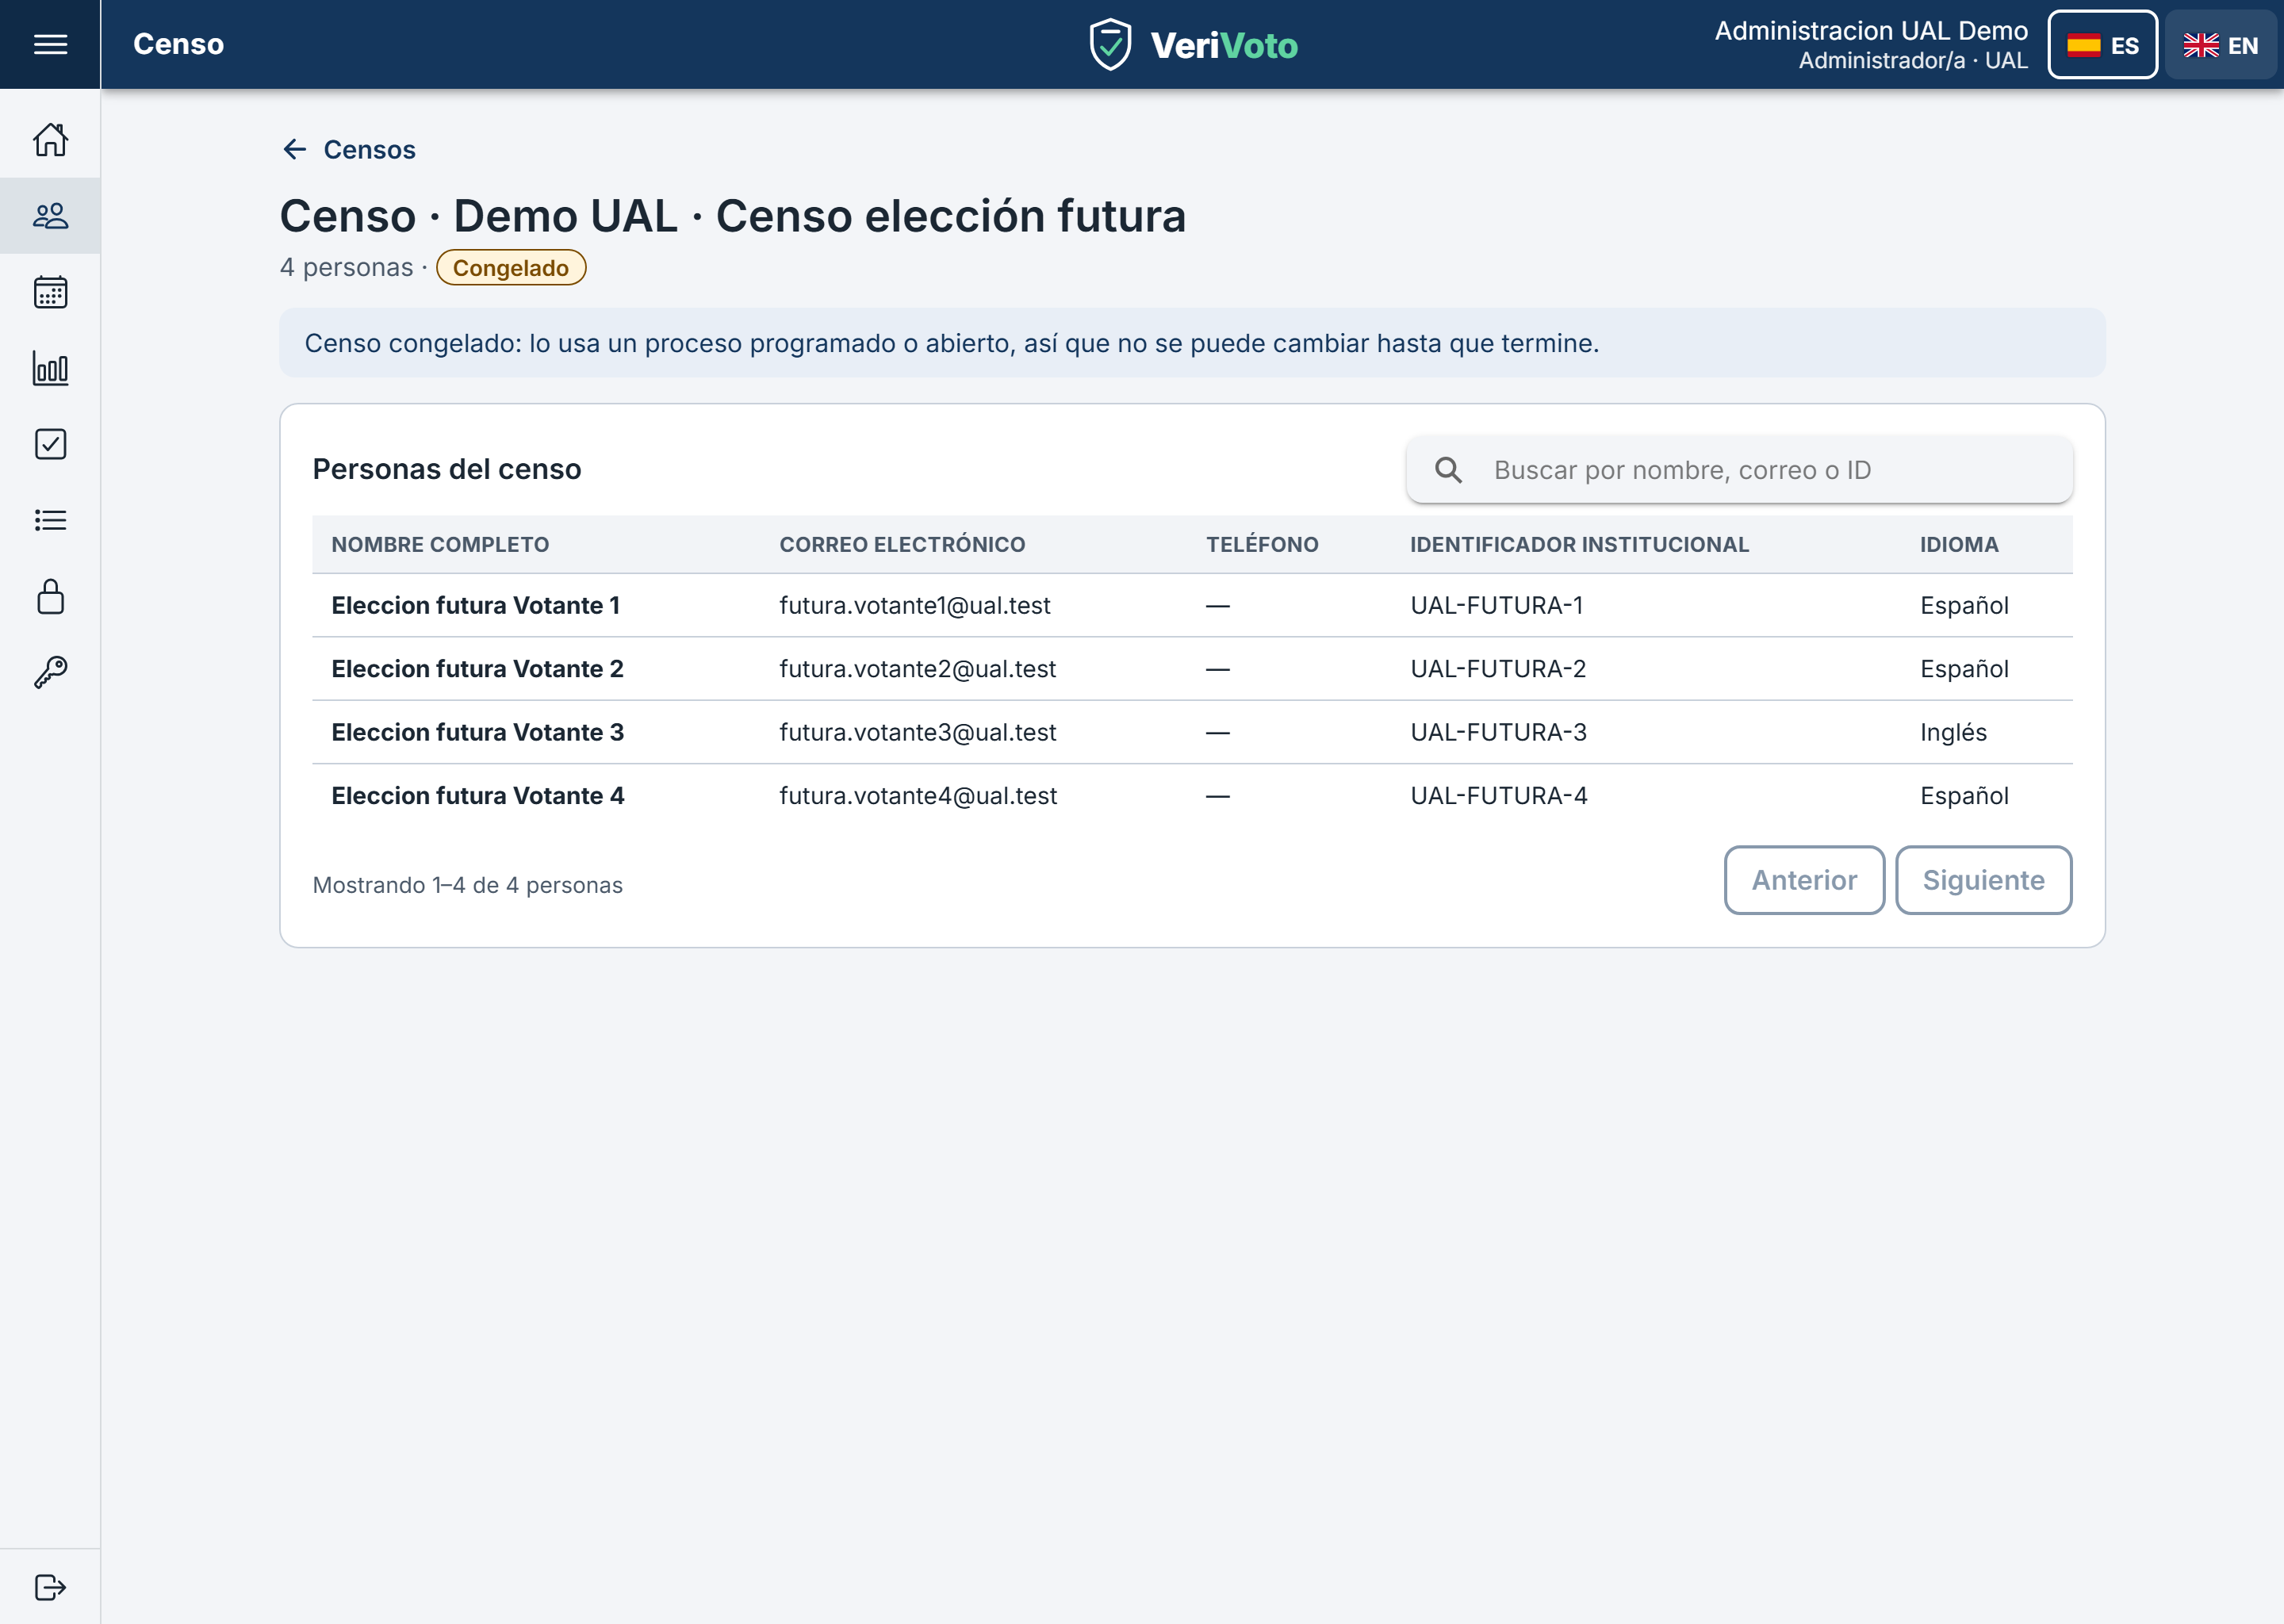 Censo
VeriVoto
Administracion UAL Demo
Administrador/a · UAL
ES
EN
Censos
Censo · Demo UAL · Censo elección futura
4 personas · Congelado
Censo congelado: lo usa un proceso programado o abierto, así que no se puede cambiar hasta que termine.
Personas del censo
Buscar por nombre, correo o ID
NOMBRE COMPLETO CORREO ELECTRÓNICO TELÉFONO IDENTIFICADOR INSTITUCIONAL IDIOMA
Eleccion futura Votante 1 futura.votante1@ual.test — UAL-FUTURA-1 Español
Eleccion futura Votante 2 futura.votante2@ual.test — UAL-FUTURA-2 Español
Eleccion futura Votante 3 futura.votante3@ual.test — UAL-FUTURA-3 Inglés
Eleccion futura Votante 4 futura.votante4@ual.test — UAL-FUTURA-4 Español
Mostrando 1–4 de 4 personas
Anterior
Siguiente